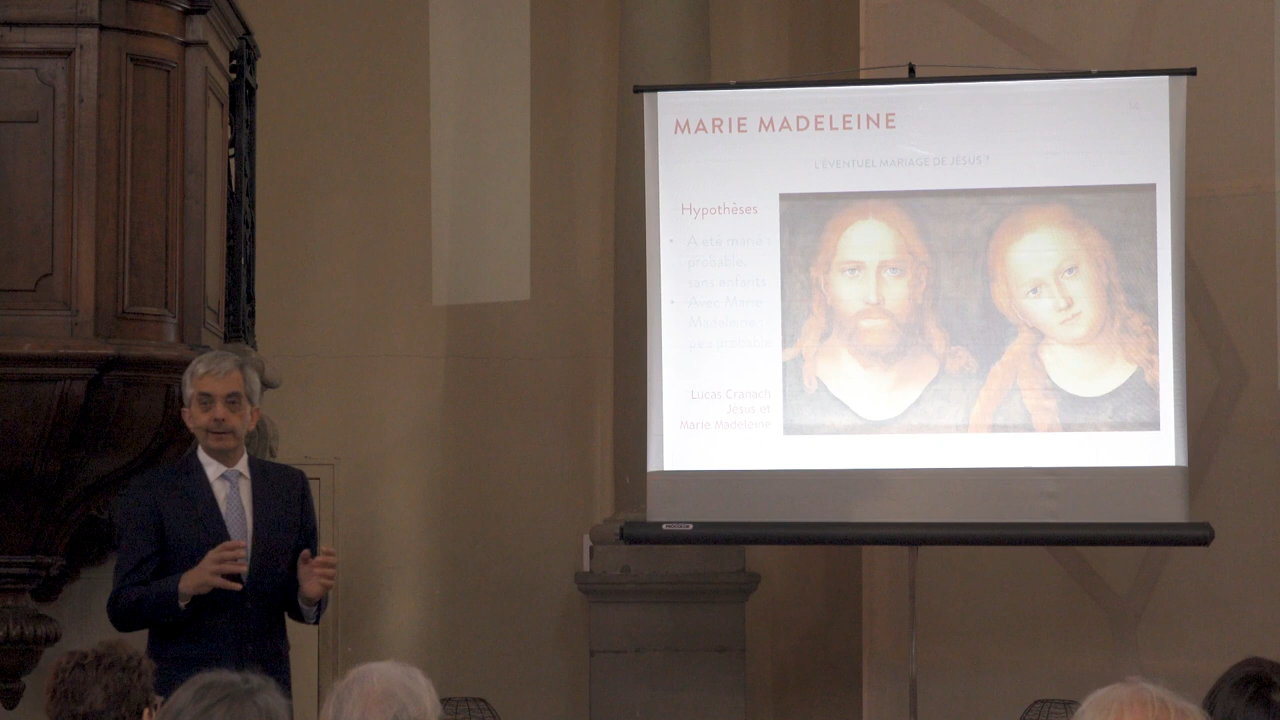 MARIE MADELEINE
L'ÉVENTUEL MARIAGE DE JÉSUS ?
Hypothèses
• A été marié :
probable,
sans enfants
• Avec Marie
Madeleine :
Lucas Cranach
Jésus et
Marie Madeleine